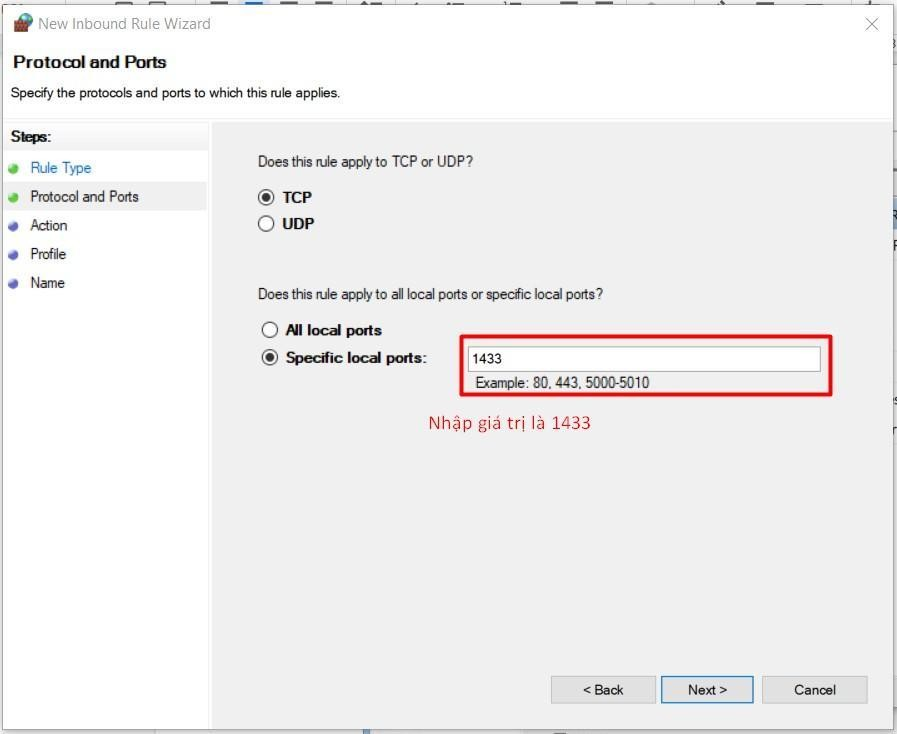 New Inbound Rule Wizard
Protocol and Ports
Specify the protocols and ports to which this rule applies.
Steps:
Rule Type
Protocol and Ports
Action
Profile
Name
Does this rule apply to TCP or UDP?
TCP
UDP
Does this rule apply to all local ports or specific local ports?
All local ports
Specific local ports:
1433
Example: 80, 443, 5000-5010
Nhập giá trị là 1433
< Back
Next >
Cancel